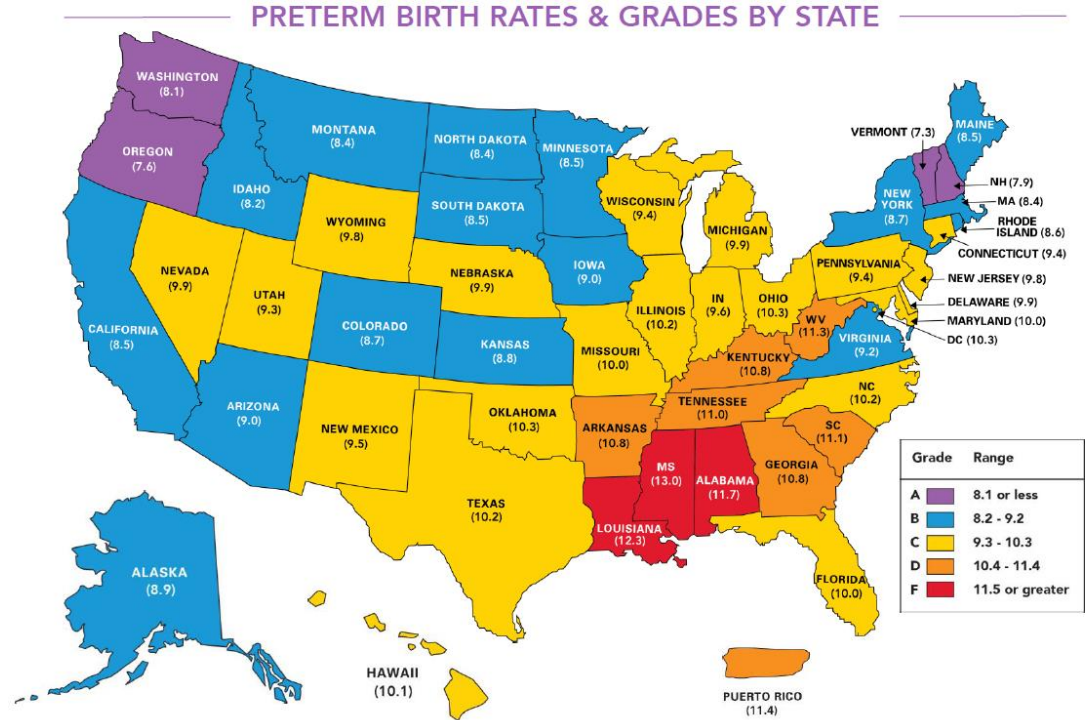 PRETERM BIRTH RATES & GRADES BY STATE
WASHINGTON
(8.1)
OREGON
(7.6)
CALIFORNIA
(8.5)
NEVADA
(9.9)
IDAHO
(8.2)
MONTANA
(8.4)
WYOMING
(9.8)
UTAH
(9.3)
COLORADO
(8.7)
ARIZONA
(9.0)
NEW MEXICO
(9.5)
NORTH DAKOTA
(8.4)
SOUTH DAKOTA
(8.5)
NEBRASKA
(9.9)
KANSAS
(8.8)
OKLAHOMA
(10.3)
TEXAS
(10.2)
MINNESOTA
(8.5)
IOWA
(9.0)
MISSOURI
(10.0)
ARKANSAS
(10.8)
LOUISIANA
(12.3)
WISCONSIN
(9.4)
ILLINOIS
(10.2)
MICHIGAN
(9.9)
IN
(9.6)
OHIO
(10.3)
KENTUCKY
(10.8)
TENNESSEE
(11.0)
MS
(13.0)
ALABAMA
(11.7)
GEORGIA
(10.8)
FLORIDA
(10.0)
SC
(11.1)
NC
(10.2)
VIRGINIA
(9.2)
WV
(11.3)
PENNSYLVANIA
(9.4)
NEW
YORK
(8.7)
VERMONT (7.3)
MAINE
(8.5)
NH (7.9)
MA (8.4)
RHODE
ISLAND (8.6)
CONNECTICUT (9.4)
NEW JERSEY (9.8)
DELAWARE (9.9)
MARYLAND (10.0)
DC (10.3)
ALASKA
(8.9)
HAWAII
(10.1)
PUERTO RICO
(11.4)
Grade Range
A 8.1 or less
B 8.2 - 9.2
C 9.3 - 10.3
D 10.4 - 11.4
F 11.5 or greater